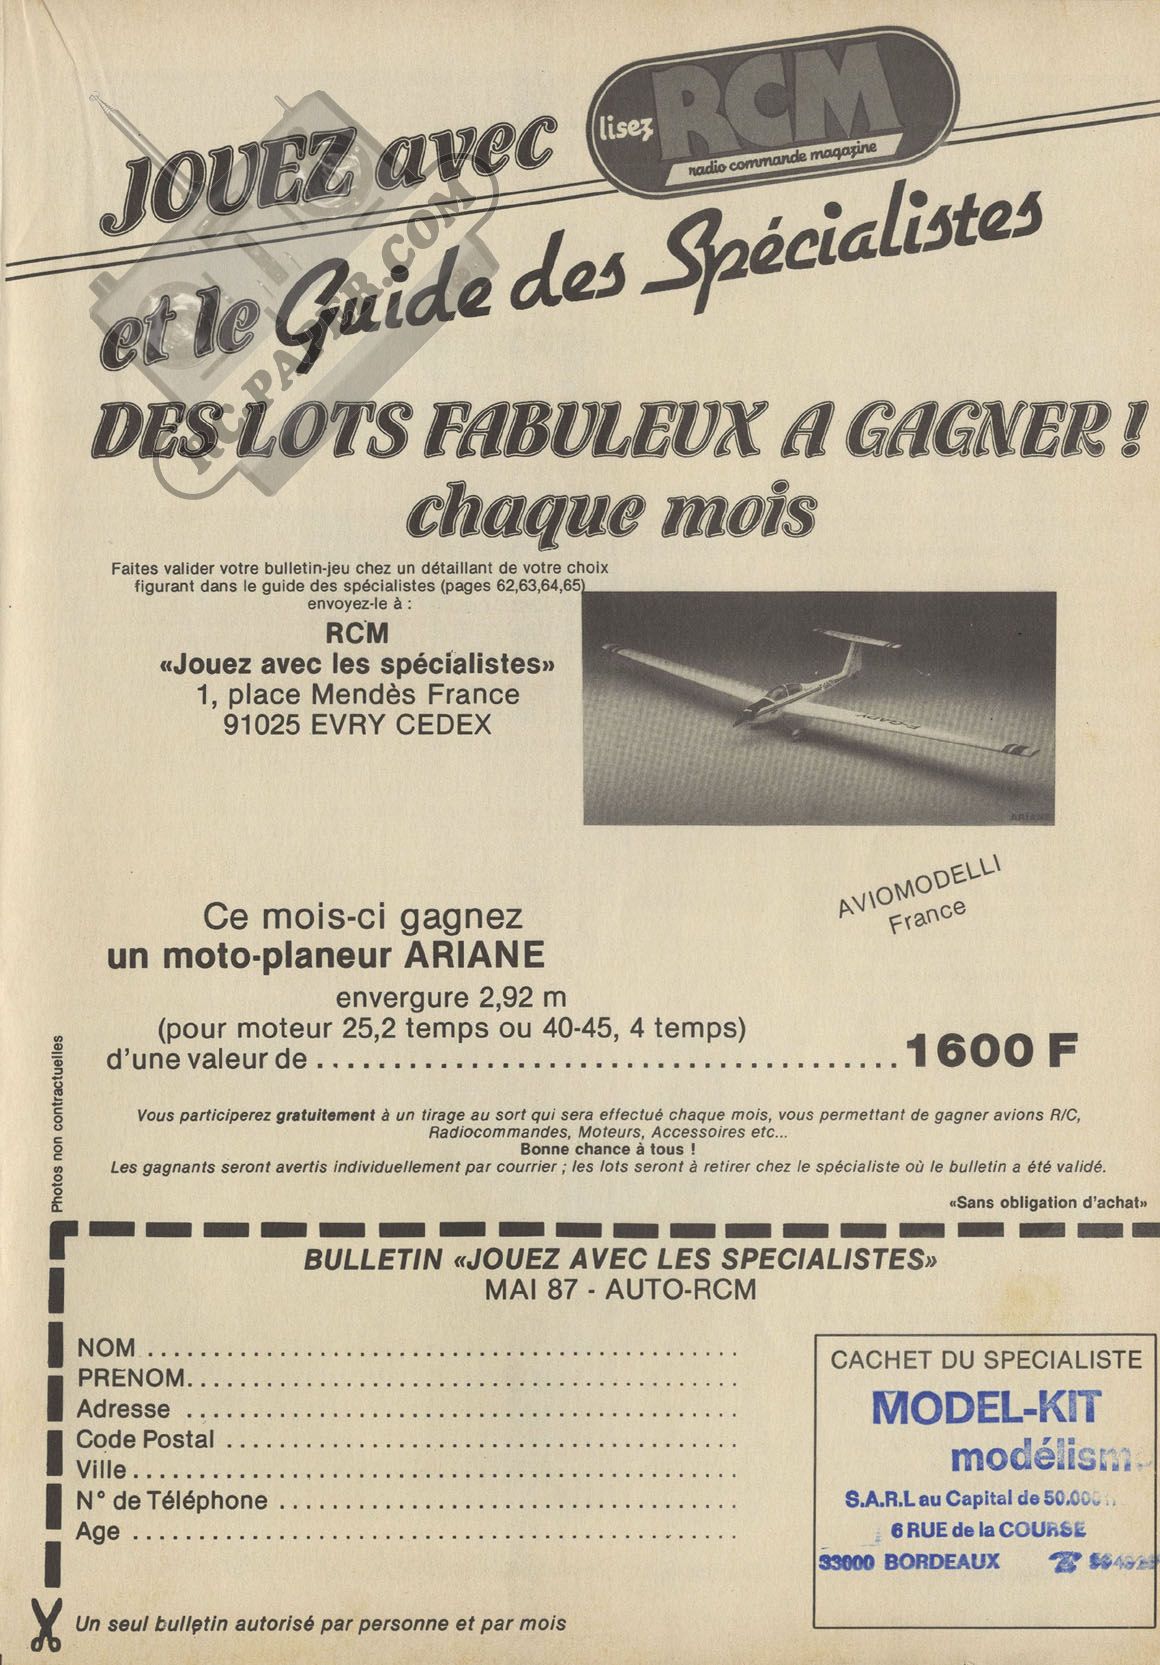 lisez RCM
radio commande magazine
JOUEZ avec
et le Guide des Spécialistes
RC-PAPIER.COM
DES LOTS FABULEUX A GAGNER !
chaque mois
Faites valider votre bulletin-jeu chez un détaillant de votre choix
figurant dans le guide des spécialistes (pages 62,63,64,65)
envoyez-le à :
RCM
«Jouez avec les spécialistes»
1, place Mendès France
91025 EVRY CEDEX
ARIANE
AVIOMODELLI
France
Ce mois-ci gagnez
un moto-planeur ARIANE
envergure 2,92 m
(pour moteur 25,2 temps ou 40-45, 4 temps)
d'une valeur de ...................................... 1600 F
Photos non contractuelles
Vous participerez gratuitement à un tirage au sort qui sera effectué chaque mois, vous permettant de gagner avions R/C,
Radiocommandes, Moteurs, Accessoires etc...
Bonne chance à tous !
Les gagnants seront avertis individuellement par courrier ; les lots seront à retirer chez le spécialiste où le bulletin a été validé.
«Sans obligation d'achat»
BULLETIN «JOUEZ AVEC LES SPECIALISTES»
MAI 87 - AUTO-RCM
NOM ........................................
PRENOM.....................................
Adresse .....................................
Code Postal ..................................
Ville........................................
N° de Téléphone ...............................
Age ........................................
Un seul bulletin autorisé par personne et par mois
CACHET DU SPECIALISTE
MODEL-KIT
modélism
S.A.R.L au Capital de 50.000
6 RUE de la COURSE
33000 BORDEAUX